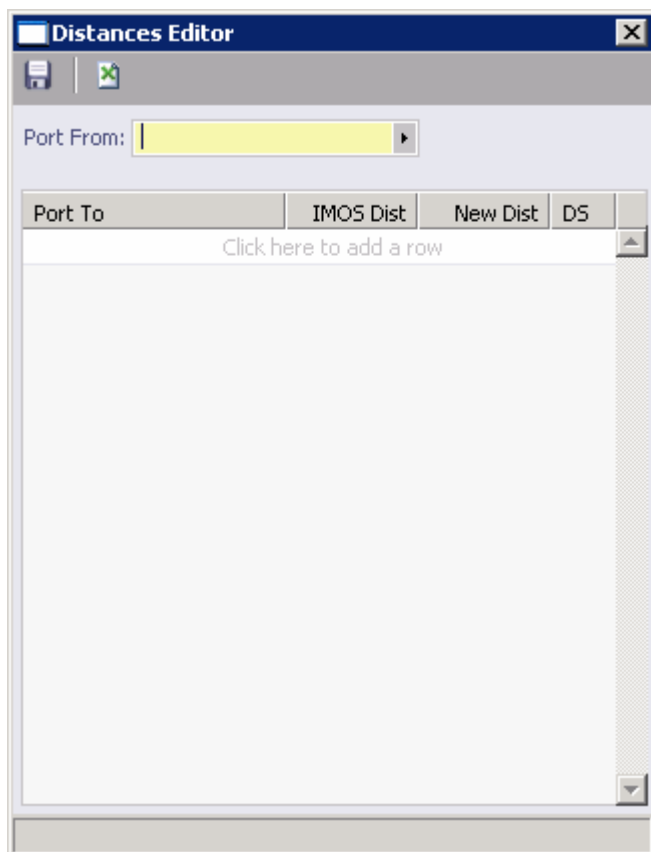 Distances Editor
Port From:
Port To IMOS Dist New Dist DS
Click here to add a row